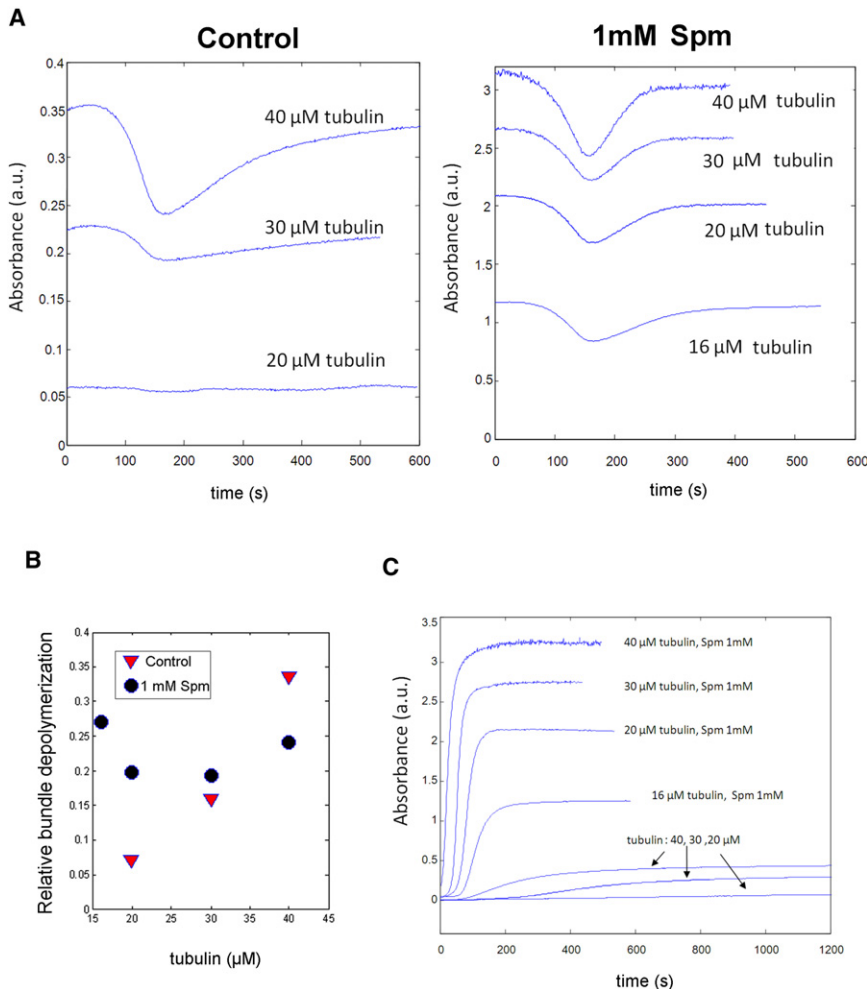 A
Control
1mM Spm
Absorbance (a.u.)
0.4
0.35
0.3
0.25
0.2
0.15
0.1
0.05
0
40 µM tubulin
30 µM tubulin
20 µM tubulin
0 100 200 300 400 500 600
time (s)
Absorbance (a.u.)
3
2.5
2
1.5
1
0.5
0
40 µM tubulin
30 µM tubulin
20 µM tubulin
16 µM tubulin
0 100 200 300 400 500 600
time (s)
B
Relative bundle depolymerization
0.4
0.35
0.3
0.25
0.2
0.15
0.1
0.05
0
Control
1 mM Spm
15 20 25 30 35 40 45
tubulin (µM)
C
Absorbance (a.u.)
3.5
3
2.5
2
1.5
1
0.5
0
40 µM tubulin, Spm 1mM
30 µM tubulin, Spm 1mM
20 µM tubulin, Spm 1mM
16 µM tubulin, Spm 1mM
tubulin : 40, 30 ,20 µM
0 200 400 600 800 1000 1200
time (s)